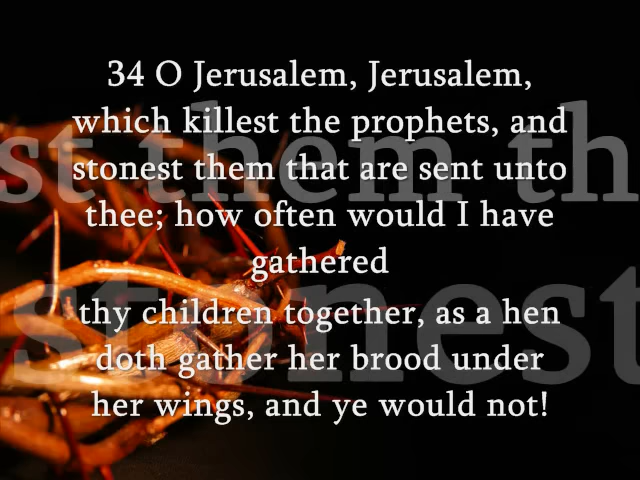 34 O Jerusalem, Jerusalem,
which killest the prophets, and
stonest them that are sent unto
thee; how often would I have
gathered
thy children together, as a hen
doth gather her brood under
her wings, and ye would not!
st them th
stonest